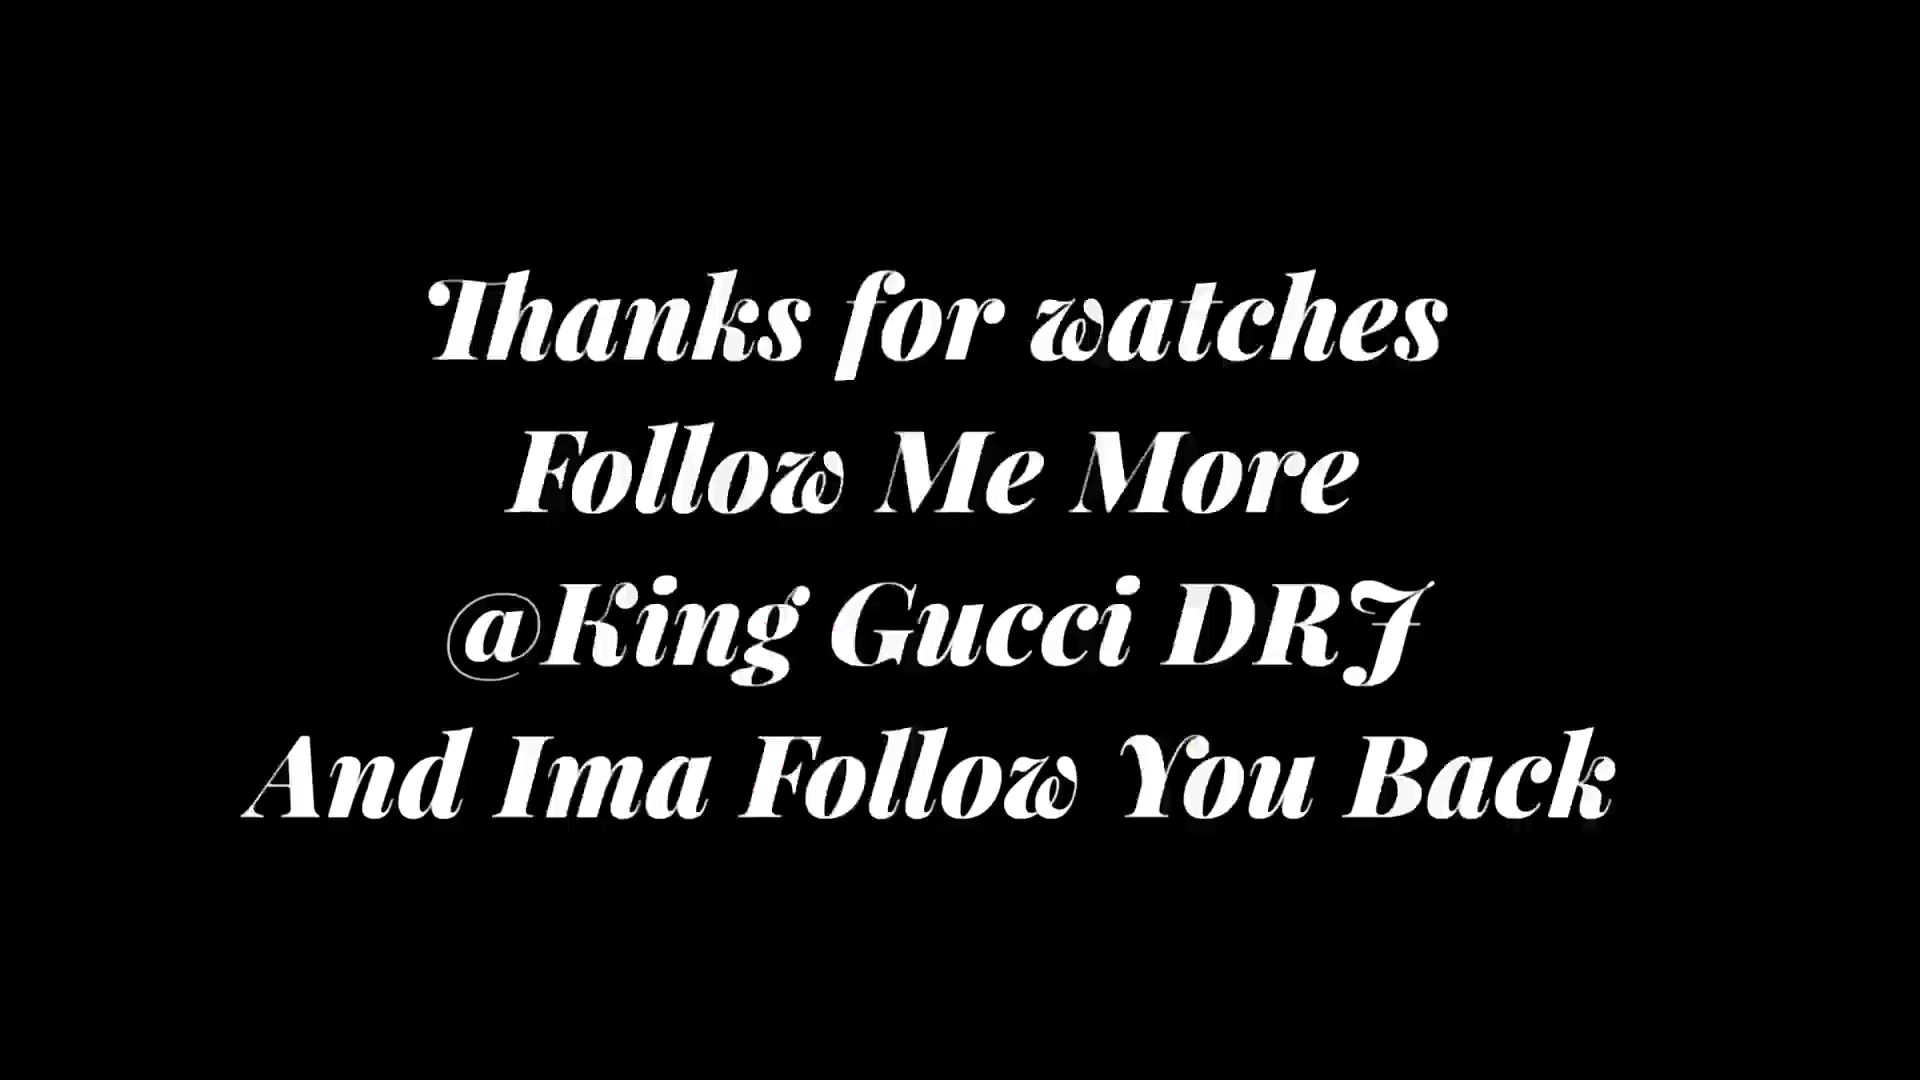 Thanks for watches
Follow Me More
@King Gucci DRJ
And Ima Follow You Back